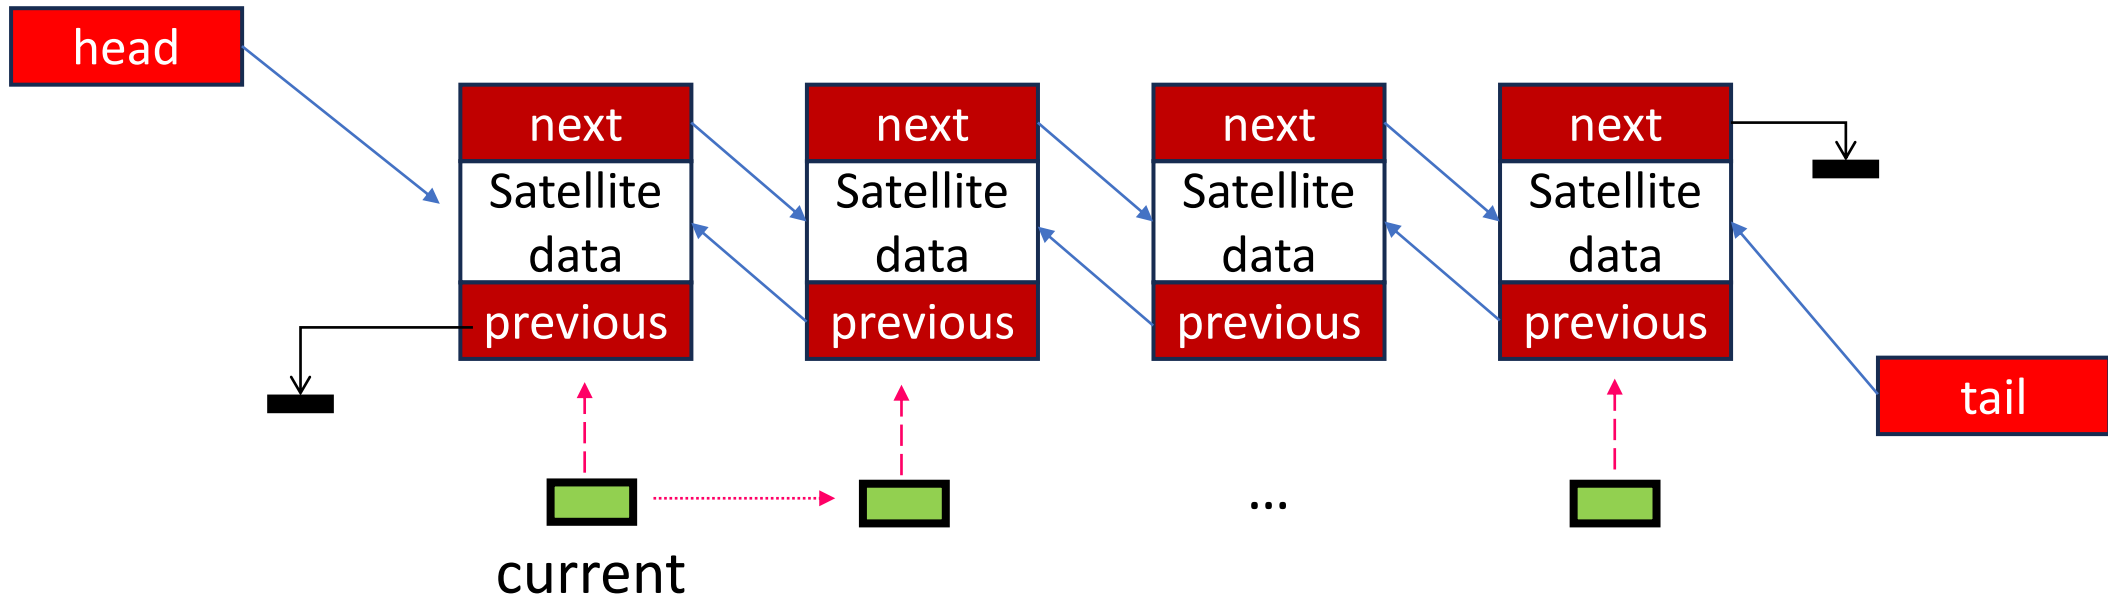 head
next
next
next
next
Satellite
data
Satellite
data
Satellite
data
Satellite
data
previous
previous
previous
previous
tail
...
current